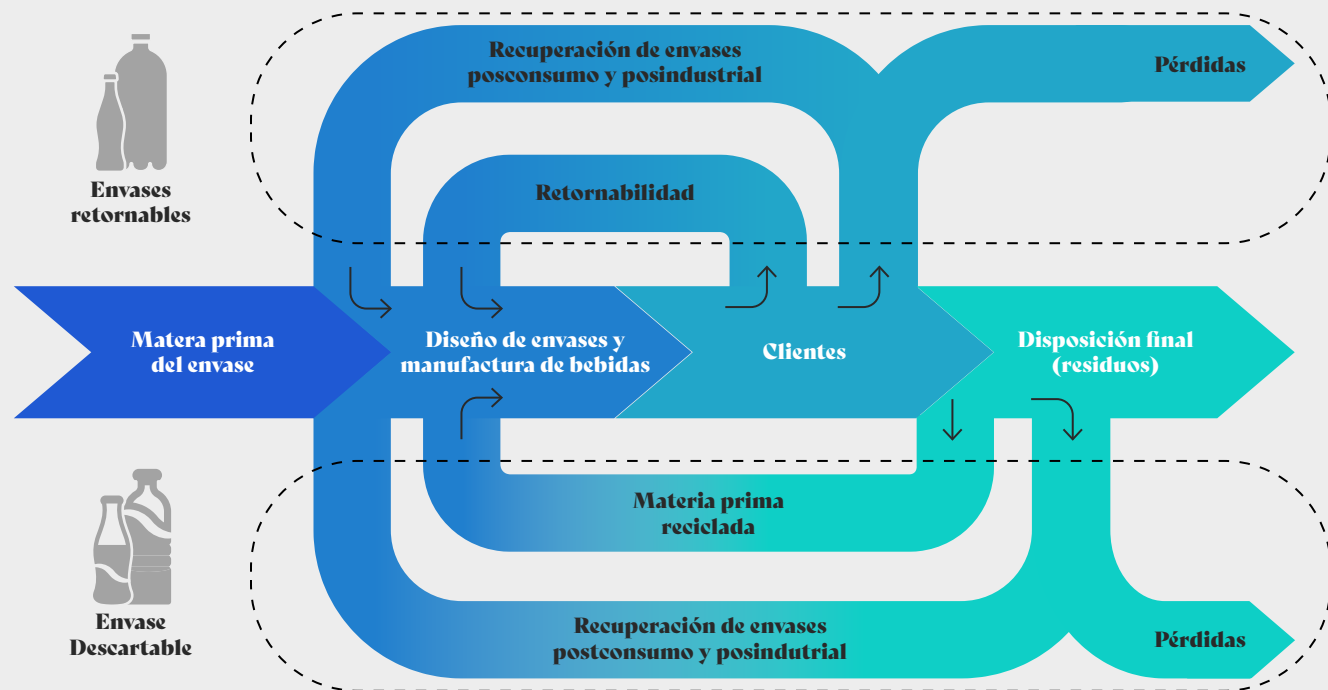 Recuperación de envases
posconsumo y posindustrial
Pérdidas
Envases
retornables
Retornabilidad
Matera prima
del envase
Diseño de envases y
manufactura de bebidas
Clientes
Disposición final
(residuos)
Materia prima
reciclada
Envase
Descartable
Recuperación de envases
postconsumo y posindutrial
Pérdidas